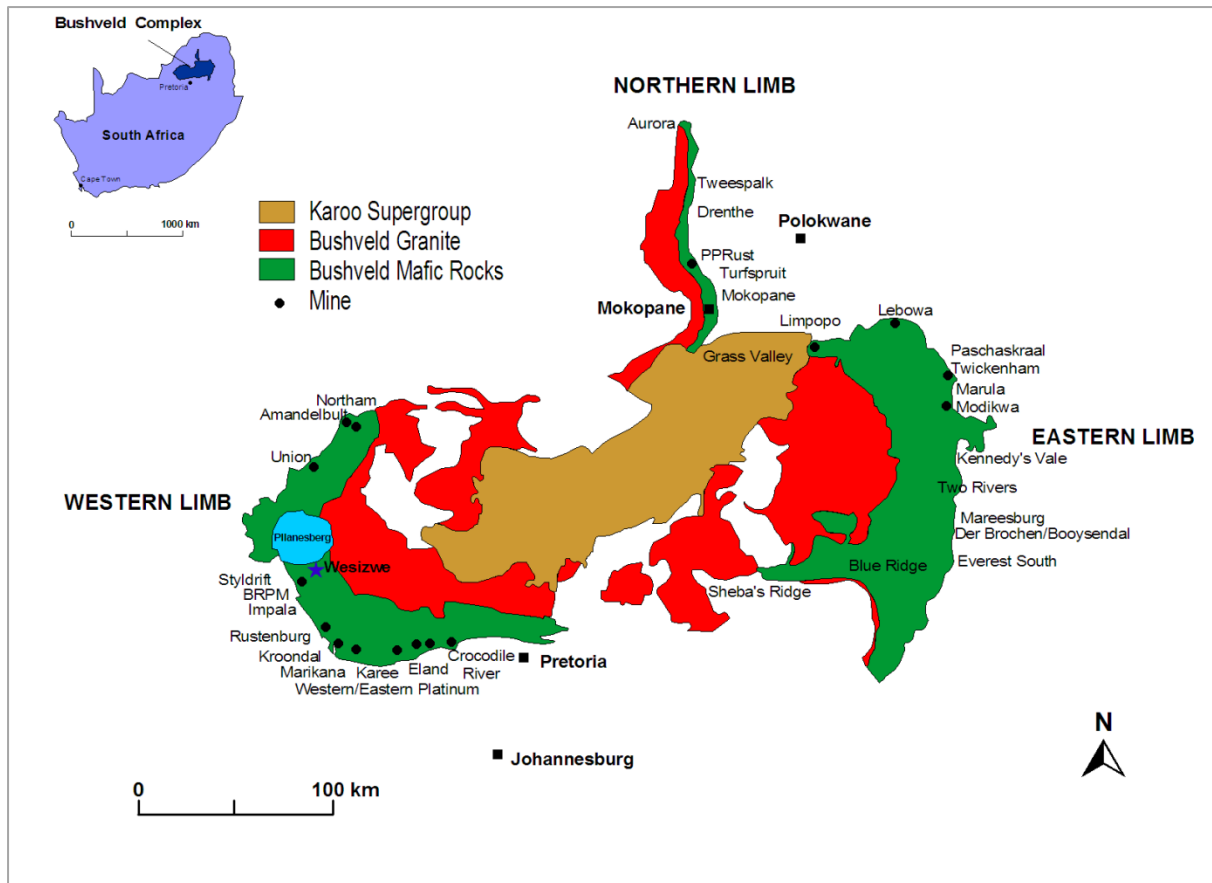 Bushveld Complex
Pretoria
South Africa
Cape Town
0 1000 km
Karoo Supergroup
Bushveld Granite
Bushveld Mafic Rocks
Mine
NORTHERN LIMB
Aurora
Tweespalk
Drenthe
Polokwane
PPRust
Turfspruit
Mokopane
Mokopane
Limpopo
Lebowa
Grass Valley
Paschaskraal
Twickenham
Marula
Modikwa
EASTERN LIMB
Kennedy's Vale
Two Rivers
Mareesburg
Der Brochen/Booysendal
Everest South
Blue Ridge
Sheba's Ridge
Northam
Amandelbult
Union
WESTERN LIMB
Pilanesberg
Wesizwe
Styldrift
BRPM
Impala
Rustenburg
Kroondal
Marikana
Karee
Western/Eastern Platinum
Eland
Crocodile
River
Pretoria
Johannesburg
N
0 100 km